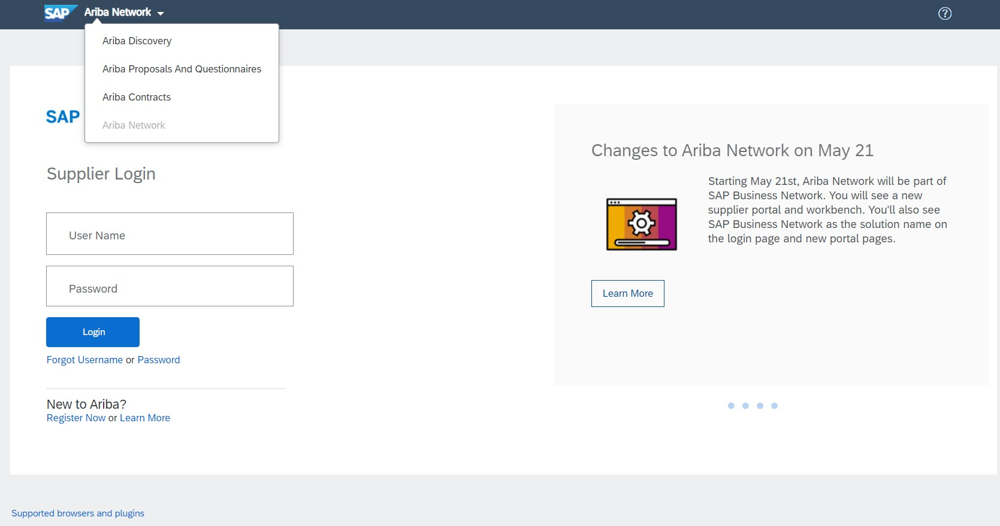 SAP Ariba Network
Ariba Discovery
Ariba Proposals And Questionnaires
Ariba Contracts
Ariba Network
SAP
Supplier Login
User Name
Password
Login
Forgot Username or Password
New to Ariba?
Register Now or Learn More
Changes to Ariba Network on May 21
Starting May 21st, Ariba Network will be part of
SAP Business Network. You will see a new
supplier portal and workbench. You'll also see
SAP Business Network as the solution name on
the login page and new portal pages.
Learn More
Supported browsers and plugins